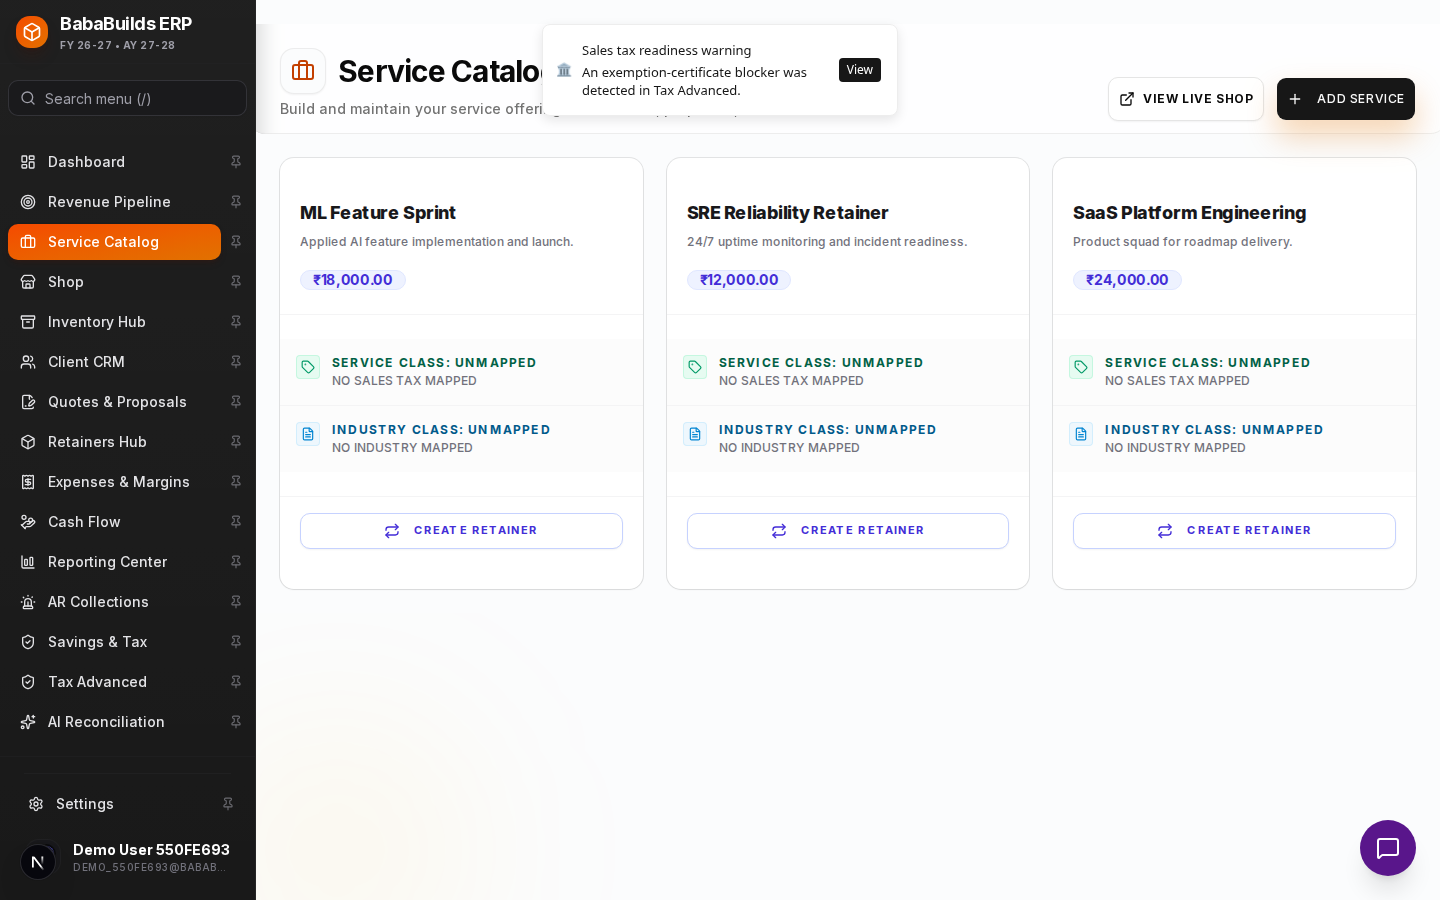 BabaBuilds ERP
FY 26-27 • AY 27-28
Search menu (/)
Dashboard
Revenue Pipeline
Service Catalog
Shop
Inventory Hub
Client CRM
Quotes & Proposals
Retainers Hub
Expenses & Margins
Cash Flow
Reporting Center
AR Collections
Savings & Tax
Tax Advanced
AI Reconciliation
Settings
Demo User 550FE693
DEMO_550FE693@BABAB...
Service Catalog
Build and maintain your service
Sales tax readiness warning
An exemption-certificate blocker was
detected in Tax Advanced.
View
VIEW LIVE SHOP
ADD SERVICE
ML Feature Sprint
Applied AI feature implementation and launch.
₹18,000.00
SERVICE CLASS: UNMAPPED
NO SALES TAX MAPPED
INDUSTRY CLASS: UNMAPPED
NO INDUSTRY MAPPED
CREATE RETAINER
SRE Reliability Retainer
24/7 uptime monitoring and incident readiness.
₹12,000.00
SERVICE CLASS: UNMAPPED
NO SALES TAX MAPPED
INDUSTRY CLASS: UNMAPPED
NO INDUSTRY MAPPED
CREATE RETAINER
SaaS Platform Engineering
Product squad for roadmap delivery.
₹24,000.00
SERVICE CLASS: UNMAPPED
NO SALES TAX MAPPED
INDUSTRY CLASS: UNMAPPED
NO INDUSTRY MAPPED
CREATE RETAINER